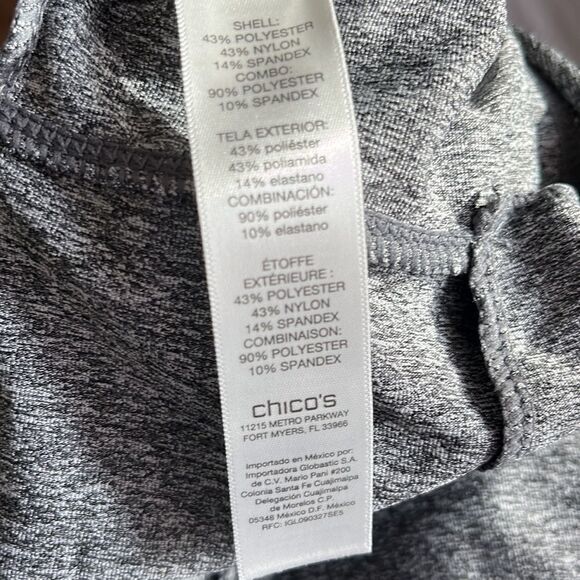 SHELL:
43% POLYESTER
43% NYLON
14% SPANDEX
COMBO:
90% POLYESTER
10% SPANDEX
TELA EXTERIOR:
43% poliéster
43% poliamida
14% elastano
COMBINACIÓN:
90% poliéster
10% elastano
ÉTOFFE
EXTÉRIEURE :
43% POLYESTER
43% NYLON
14% SPANDEX
COMBINAISON:
90% POLYESTER
10% SPANDEX
chico's
11215 METRO PARKWAY
FORT MYERS, FL 33966
Importado en México por:
Importadora Globastic S.A.
de C.V. Mario Pani #200
Colonia Santa Fe Cuajimalpa
Delegación Cuajimalpa
de Morelos C.P.
05348 México D.F. México
RFC: IGL090327SE5